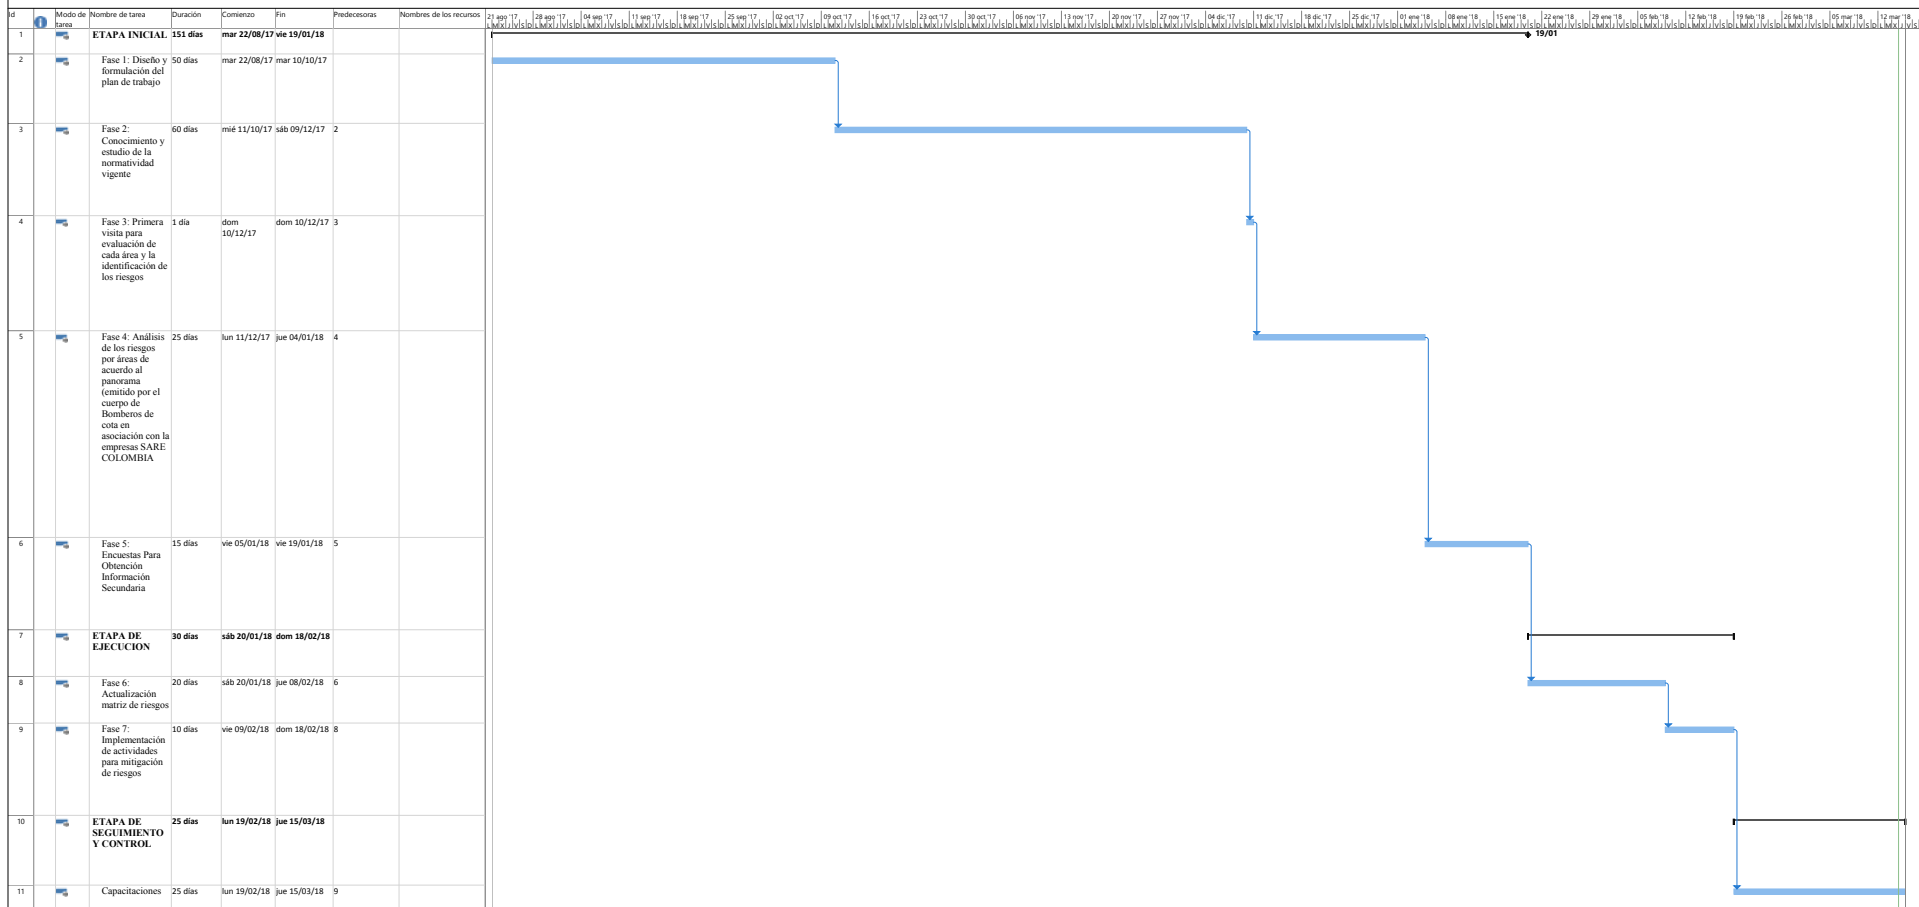 Id Modo de tarea Nombre de tarea Duración Comienzo Fin Predecesoras Nombres de los recursos
21 ago '17 28 ago '17 04 sep '17 11 sep '17 18 sep '17 25 sep '17 02 oct '17 09 oct '17 16 oct '17 23 oct '17 30 oct '17 06 nov '17 13 nov '17 20 nov '17 27 nov '17 04 dic '17 11 dic '17 18 dic '17 25 dic '17 01 ene '18 08 ene '18 15 ene '18 22 ene '18 29 ene '18 05 feb '18 12 feb '18 19 feb '18 26 feb '18 05 mar '18 12 mar '18
1 ETAPA INICIAL 151 días mar 22/08/17 vie 19/01/18
19/01
2 Fase 1: Diseño y 50 días mar 22/08/17 mar 10/10/17
formulación del
plan de trabajo
3 Fase 2: 60 días mié 11/10/17 sáb 09/12/17 2
Conocimiento y
estudio de la
normatividad
vigente
4 Fase 3: Primera 1 día dom 10/12/17 dom 10/12/17 3
visita para
evaluación de
cada área y la
identificación de
los riesgos
5 Fase 4: Análisis 25 días lun 11/12/17 jue 04/01/18 4
de los riesgos
por áreas de
acuerdo al
panorama
(emitido por el
cuerpo de
Bomberos de
cota en
asociación con la
empresas SARE
COLOMBIA
6 Fase 5: 15 días vie 05/01/18 vie 19/01/18 5
Encuestas Para
Obtención
Información
Secundaria
7 ETAPA DE 30 días sáb 20/01/18 dom 18/02/18
EJECUCION
8 Fase 6: 20 días sáb 20/01/18 jue 08/02/18 6
Actualización
matriz de riesgos
9 Fase 7: 10 días vie 09/02/18 dom 18/02/18 8
Implementación
de actividades
para mitigación
de riesgos
10 ETAPA DE 25 días lun 19/02/18 jue 15/03/18
SEGUIMIENTO
Y CONTROL
11 Capacitaciones 25 días lun 19/02/18 jue 15/03/18 9